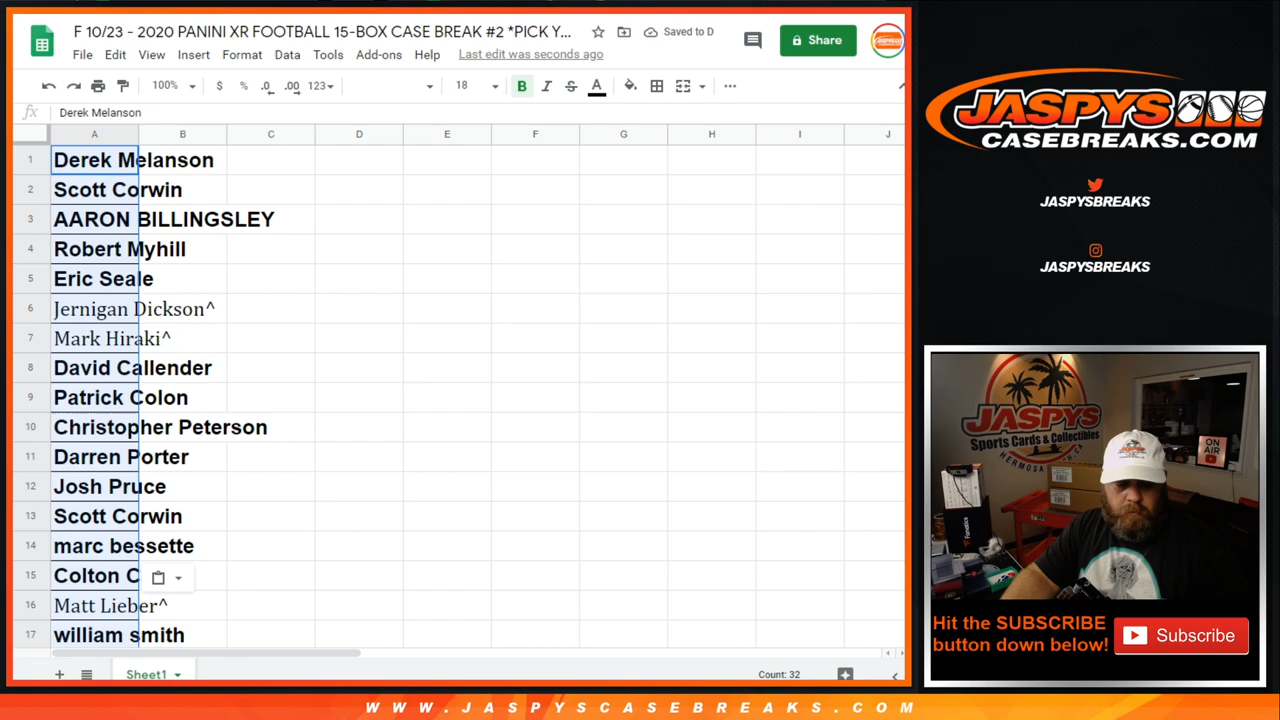 F 10/23 - 2020 PANINI XR FOOTBALL 15-BOX CASE BREAK #2 *PICK Y...
Saved to D
Share
File Edit View Insert Format Data Tools Add-ons Help Last edit was seconds ago
100% $ % .0 .00 123 18 B I S A
fx Derek Melanson
A B C D E F G H I J
1 Derek Melanson
2 Scott Corwin
3 AARON BILLINGSLEY
4 Robert Myhill
5 Eric Seale
6 Jernigan Dickson^
7 Mark Hiraki^
8 David Callender
9 Patrick Colon
10 Christopher Peterson
11 Darren Porter
12 Josh Pruce
13 Scott Corwin
14 marc bessette
15 Colton C
16 Matt Lieber^
17 william smith
Sheet1
Count: 32
JASPYS
CASEBREAKS.COM
JASPYSBREAKS
JASPYSBREAKS
JASPYS
Sports Cards & Collectibles
HERMOSA
ON
AIR
Fanatics
Hit the SUBSCRIBE
button down below!
Subscribe
WWW.JASPYSCASEBREAKS.COM